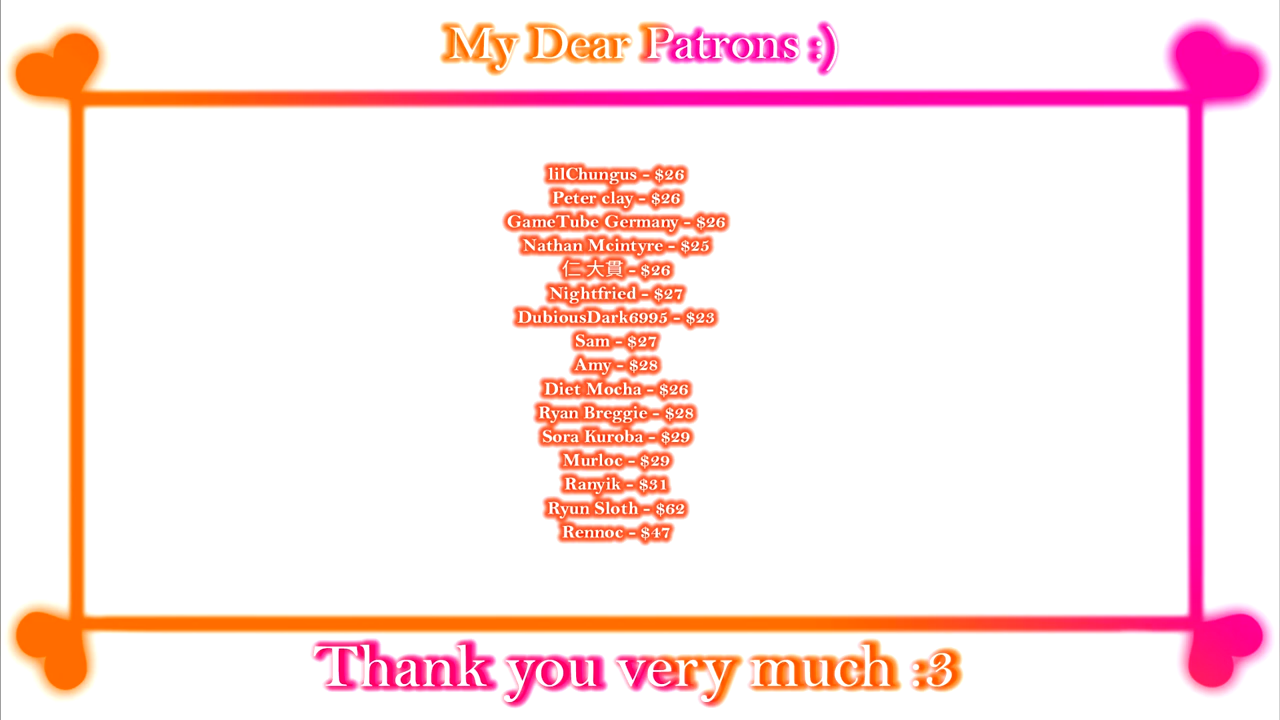 My Dear Patrons :)
lilChungus - $26
Peter clay - $26
GameTube Germany - $26
Nathan Mcintyre - $25
仁 大貫 - $26
Nightfried - $27
DubiousDark6995 - $23
Sam - $27
Amy - $28
Diet Mocha - $26
Ryan Breggie - $28
Sora Kuroba - $29
Murloc - $29
Ranyik - $31
Ryun Sloth - $62
Rennoc - $47
Thank you very much :3